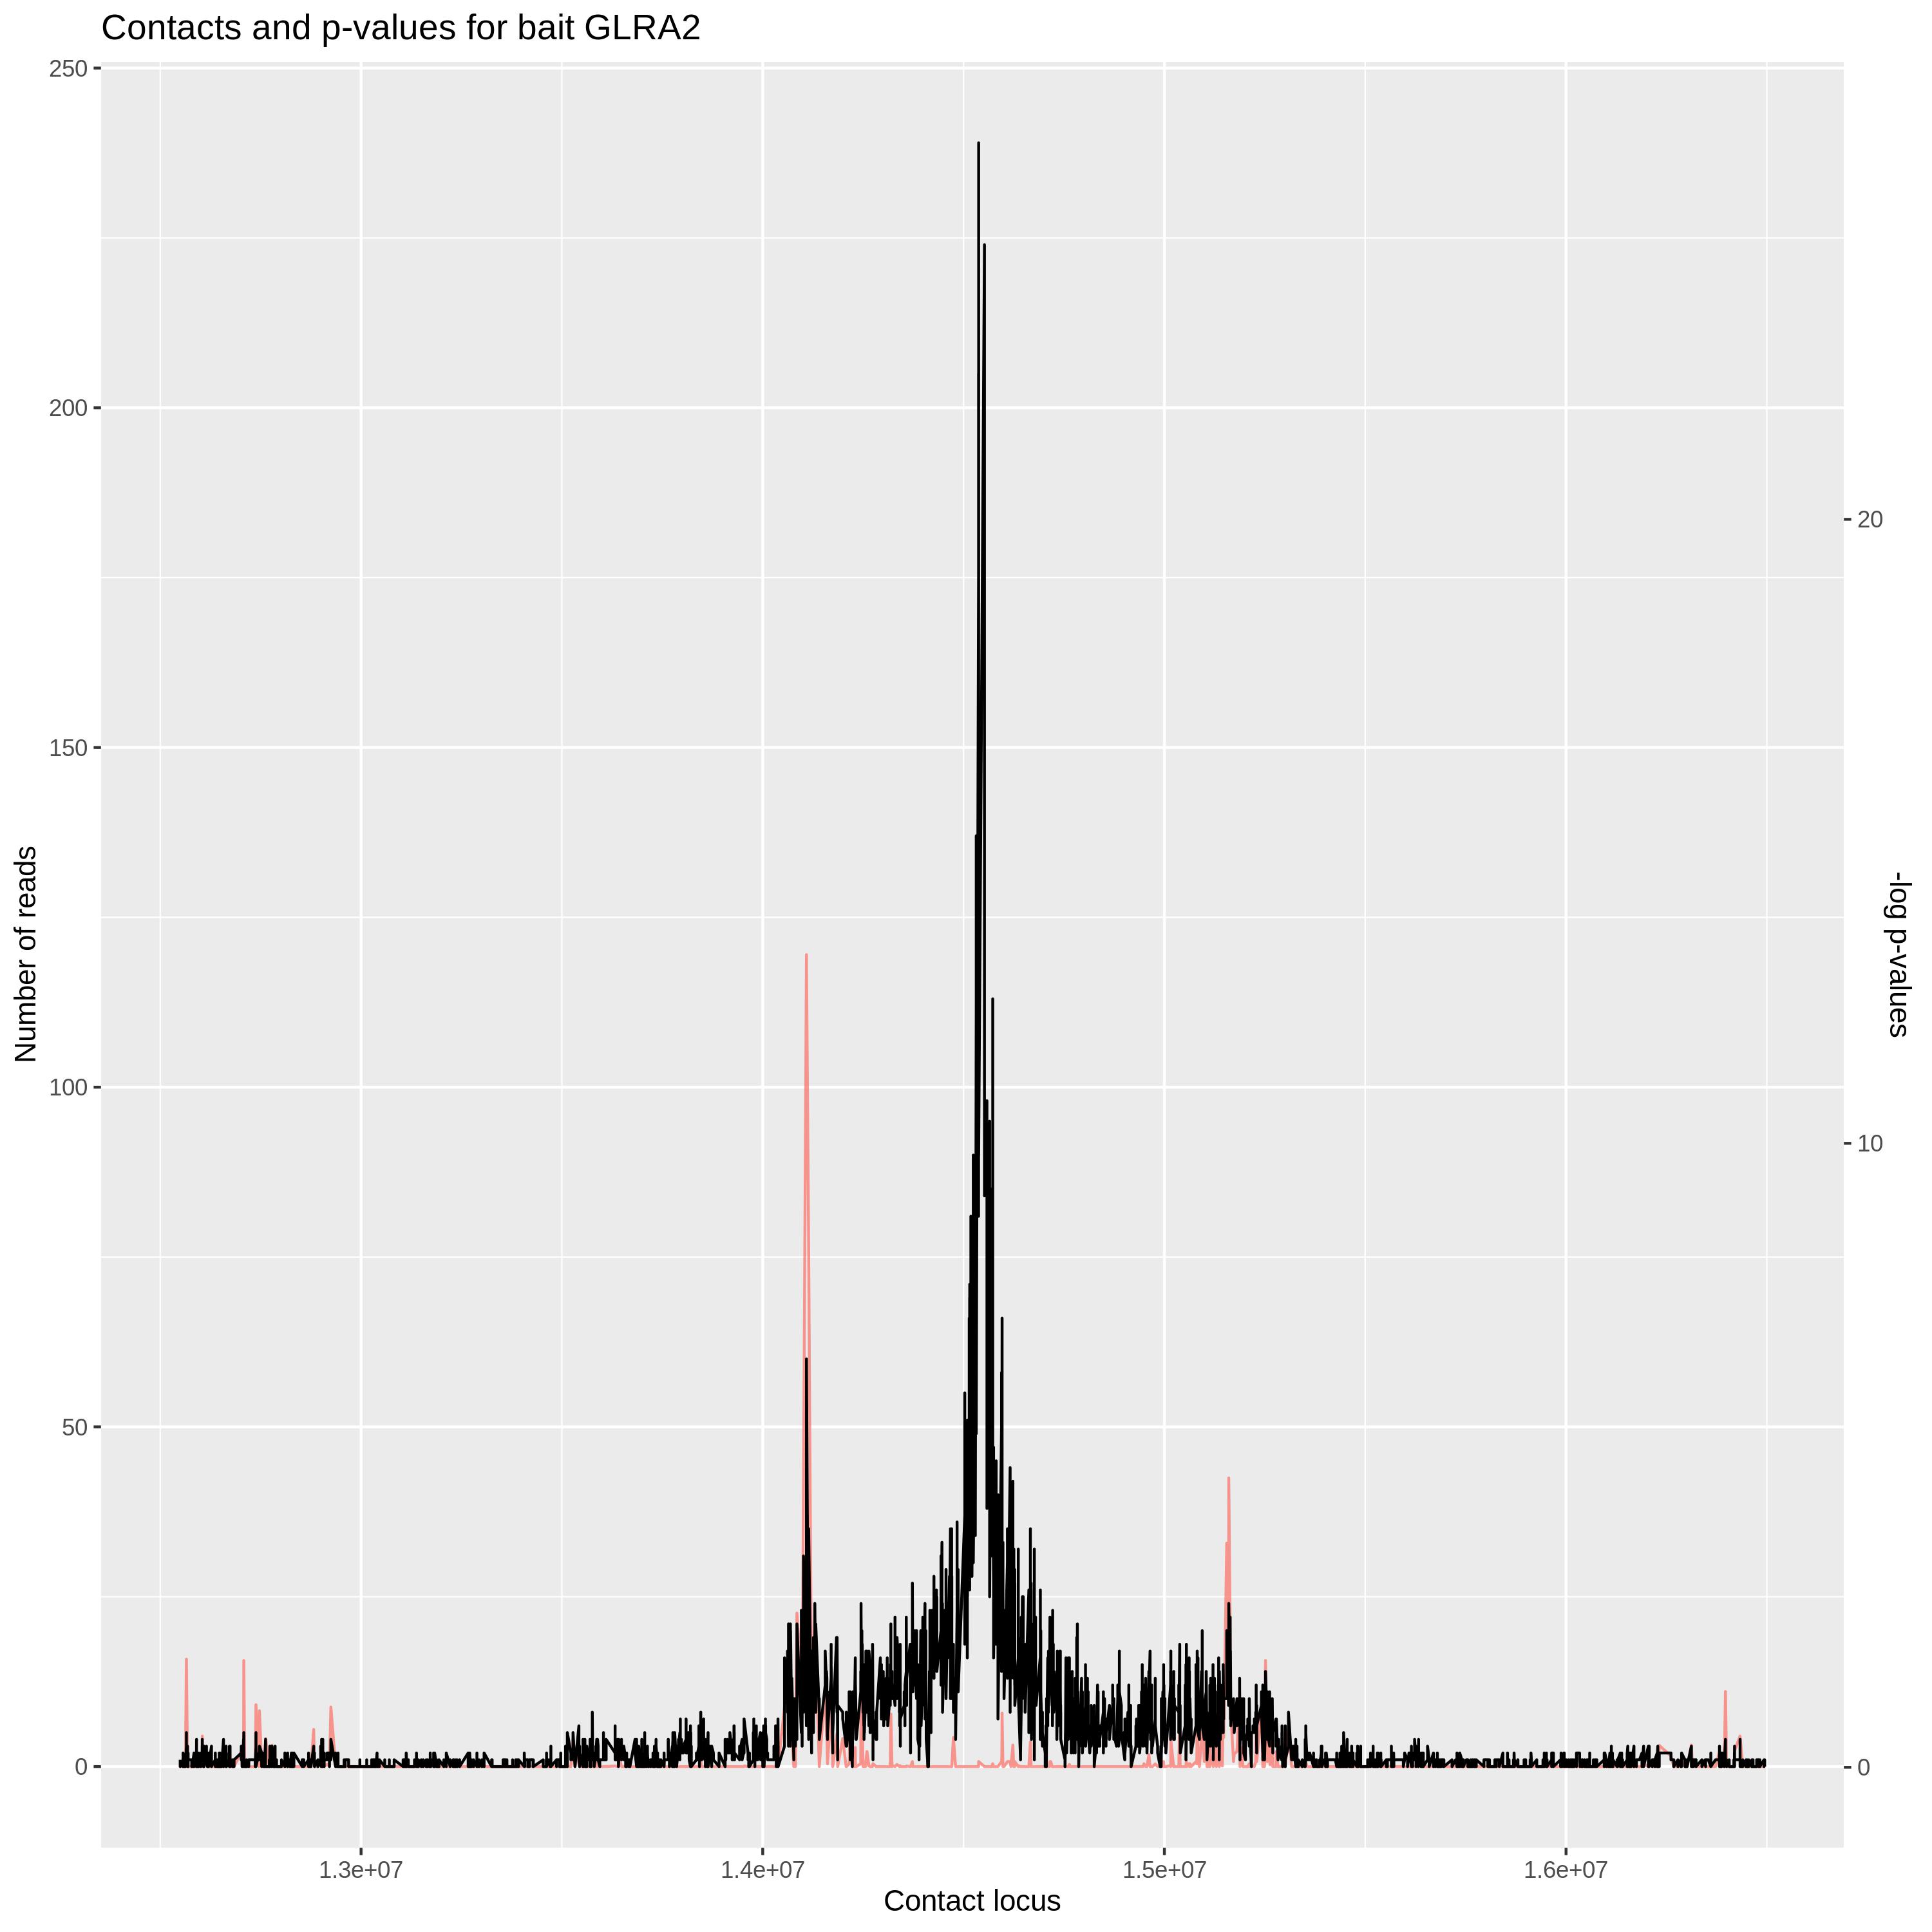 Contacts and p-values for bait GLRA2
250
200
150
100
50
0
Number of reads
20
10
0
-log p-values
1.3e+07
1.4e+07
1.5e+07
1.6e+07
Contact locus